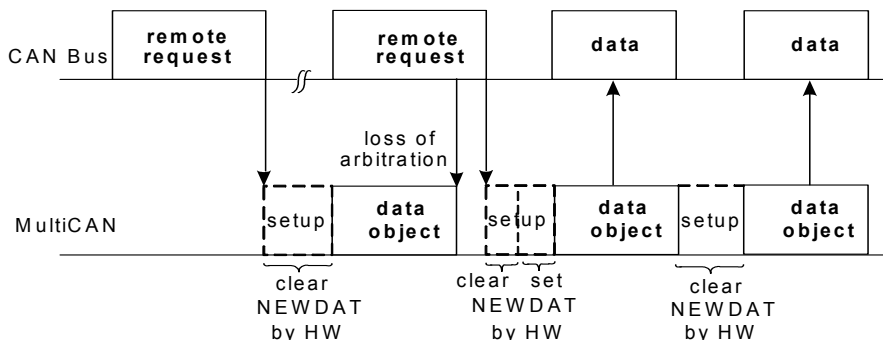 CAN Bus
remote
request
remote
request
data
data
loss of
arbitration
MultiCAN
setup
data
object
setup
data
object
setup
data
object
clear
NEWDAT
by HW
clear set
NEWDAT
by HW
clear
NEWDAT
by HW